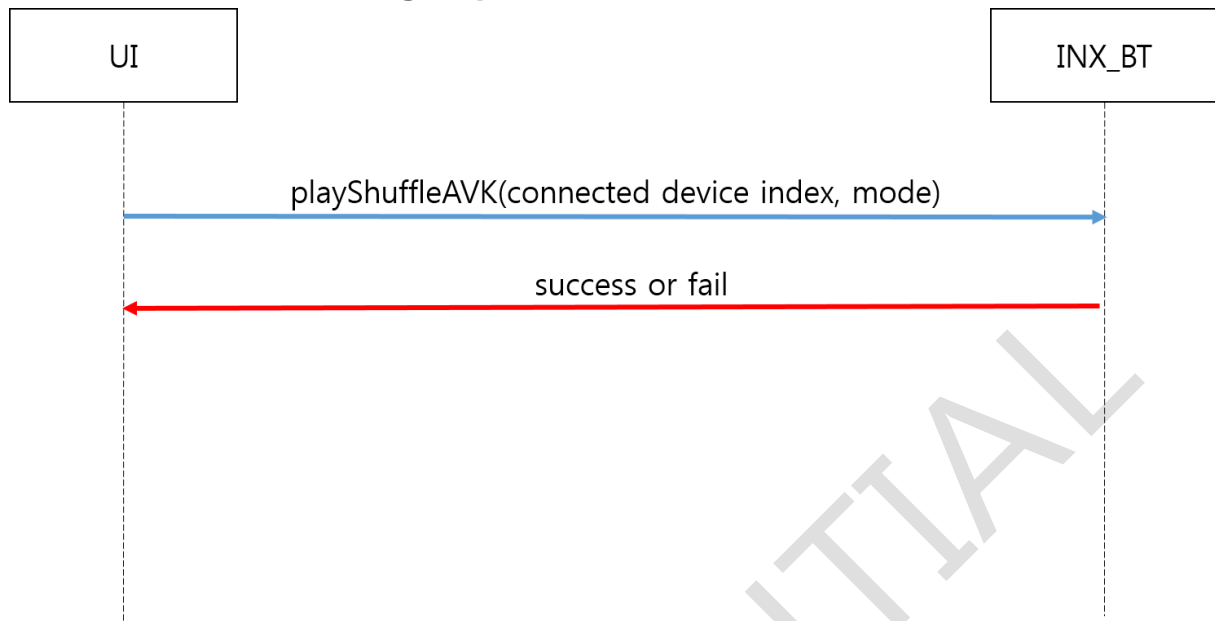 UI
INX_BT
playShuffleAVK(connected device index, mode)
success or fail